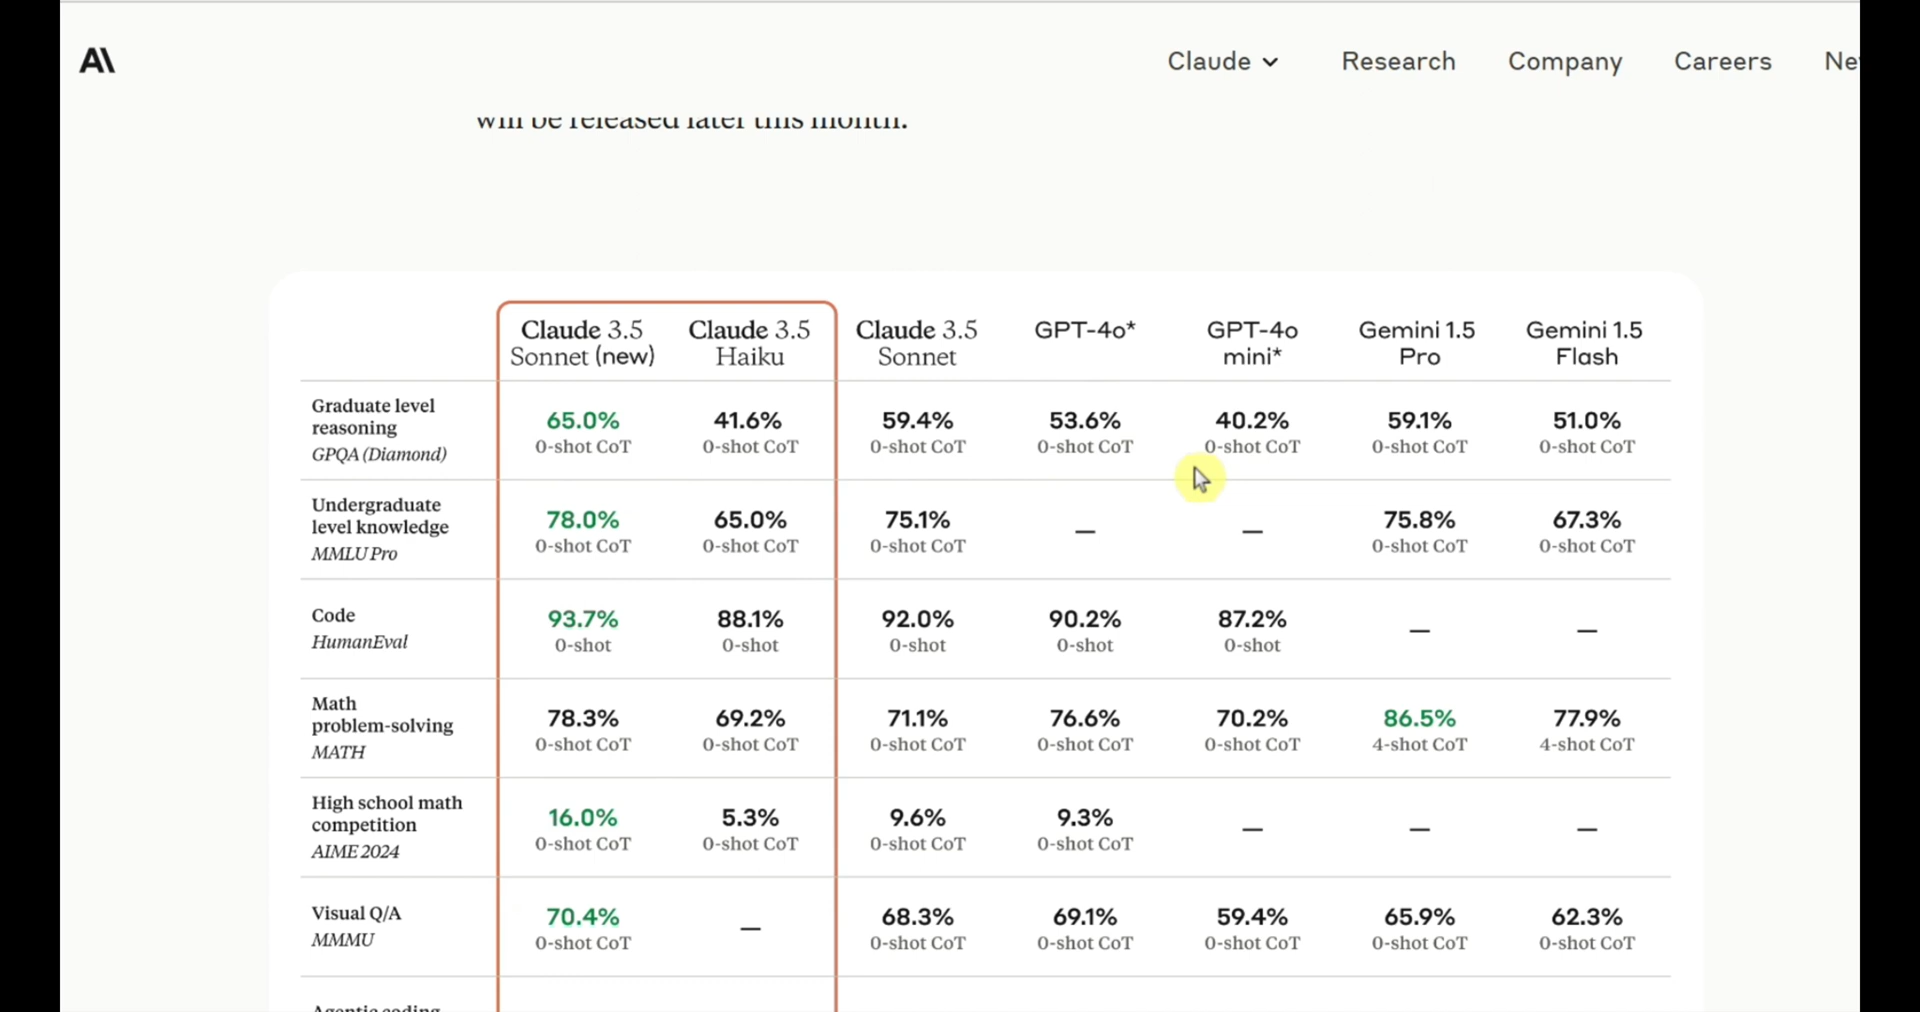 A\
Claude Research Company Careers
will be released later this month.
Claude 3.5 Claude 3.5 Claude 3.5 GPT-4o* GPT-4o Gemini 1.5 Gemini 1.5
Sonnet (new) Haiku Sonnet mini* Pro Flash
Graduate level
reasoning
GPQA (Diamond)
65.0% 41.6% 59.4% 53.6% 40.2% 59.1% 51.0%
0-shot CoT 0-shot CoT 0-shot CoT 0-shot CoT 0-shot CoT 0-shot CoT 0-shot CoT
Undergraduate
level knowledge
MMLU Pro
78.0% 65.0% 75.1% — — 75.8% 67.3%
0-shot CoT 0-shot CoT 0-shot CoT 0-shot CoT 0-shot CoT
Code
HumanEval
93.7% 88.1% 92.0% 90.2% 87.2% — —
0-shot 0-shot 0-shot 0-shot 0-shot
Math
problem-solving
MATH
78.3% 69.2% 71.1% 76.6% 70.2% 86.5% 77.9%
0-shot CoT 0-shot CoT 0-shot CoT 0-shot CoT 0-shot CoT 4-shot CoT 4-shot CoT
High school math
competition
AIME 2024
16.0% 5.3% 9.6% 9.3% — — —
0-shot CoT 0-shot CoT 0-shot CoT 0-shot CoT
Visual Q/A
MMMU
70.4% — 68.3% 69.1% 59.4% 65.9% 62.3%
0-shot CoT 0-shot CoT 0-shot CoT 0-shot CoT 0-shot CoT 0-shot CoT
Agentic coding